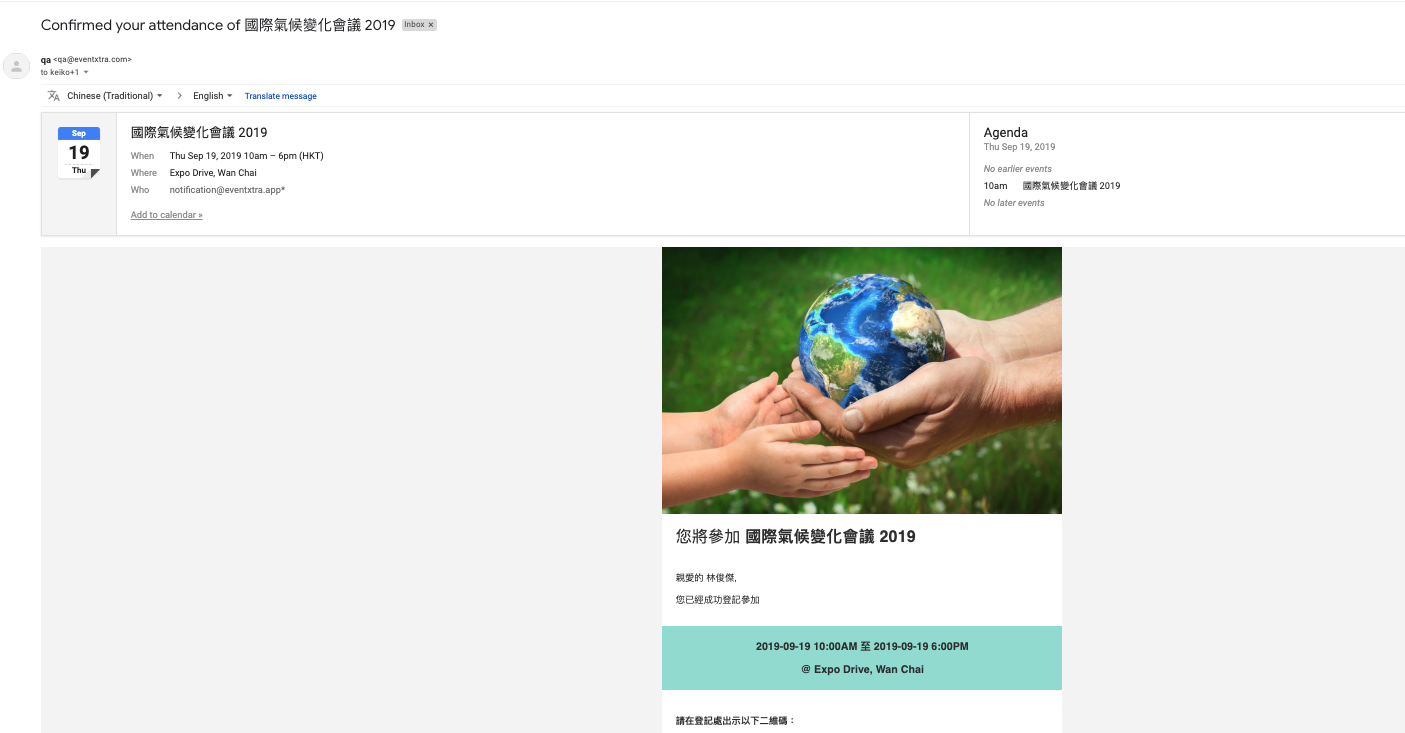 Confirmed your attendance of 國際氣候變化會議 2019 Inbox ×
qa <qa@eventxtra.com>
to keiko+1
Chinese (Traditional) > English Translate message
Sep
19
Thu
國際氣候變化會議 2019
When Thu Sep 19, 2019 10am – 6pm (HKT)
Where Expo Drive, Wan Chai
Who notification@eventxtra.app*
Add to calendar »
Agenda
Thu Sep 19, 2019
No earlier events
10am 國際氣候變化會議 2019
No later events
您將參加 國際氣候變化會議 2019
親愛的 林俊傑,
您已經成功登記參加
2019-09-19 10:00AM 至 2019-09-19 6:00PM
@ Expo Drive, Wan Chai
請在登記處出示以下二維碼：